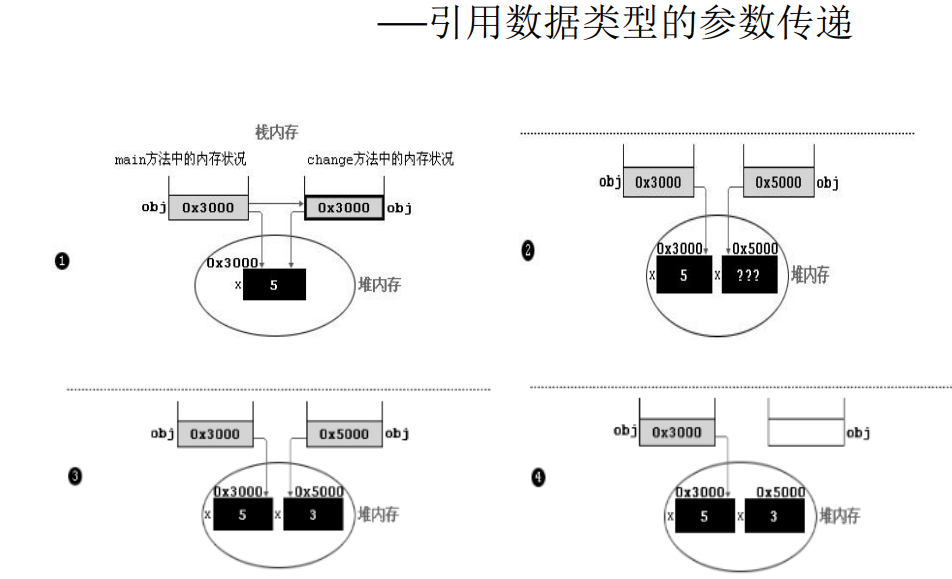 ——引用数据类型的参数传递
栈内存
main方法中的内存状况
change方法中的内存状况
obj 0x3000
0x3000 obj
❶
0x3000
x 5
堆内存
obj 0x3000
0x5000 obj
❷
0x3000 0x5000
x 5 x ???
堆内存
obj 0x3000
0x5000 obj
❸
0x3000 0x5000
x 5 x 3
堆内存
obj 0x3000
obj
❹
0x3000 0x5000
x 5 x 3
堆内存